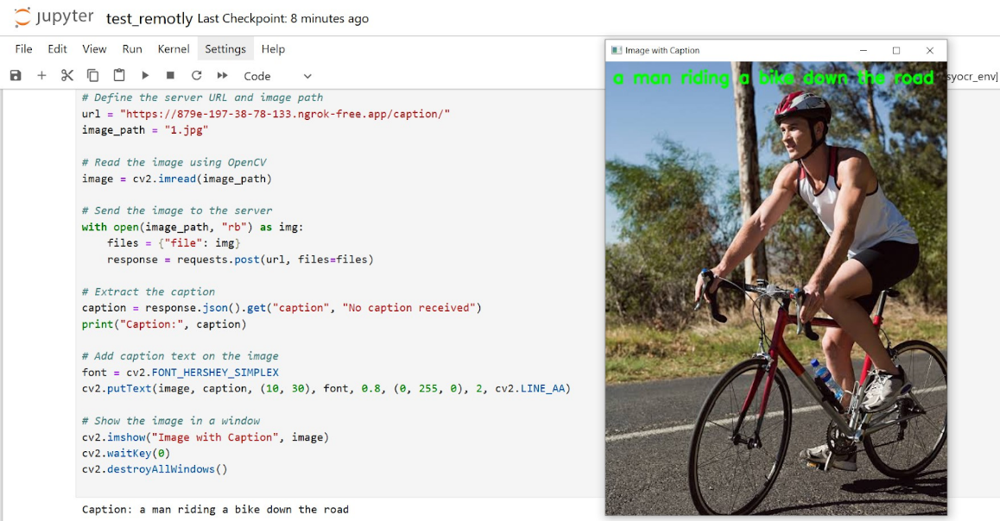 jupyter test_remotly Last Checkpoint: 8 minutes ago
File Edit View Run Kernel Settings Help
Code
syocr_env]
# Define the server URL and image path
url = "https://879e-197-38-78-133.ngrok-free.app/caption/"
image_path = "1.jpg"
# Read the image using OpenCV
image = cv2.imread(image_path)
# Send the image to the server
with open(image_path, "rb") as img:
    files = {"file": img}
    response = requests.post(url, files=files)
# Extract the caption
caption = response.json().get("caption", "No caption received")
print("Caption:", caption)
# Add caption text on the image
font = cv2.FONT_HERSHEY_SIMPLEX
cv2.putText(image, caption, (10, 30), font, 0.8, (0, 255, 0), 2, cv2.LINE_AA)
# Show the image in a window
cv2.imshow("Image with Caption", image)
cv2.waitKey(0)
cv2.destroyAllWindows()
Caption: a man riding a bike down the road
Image with Caption
a man riding a bike down the road